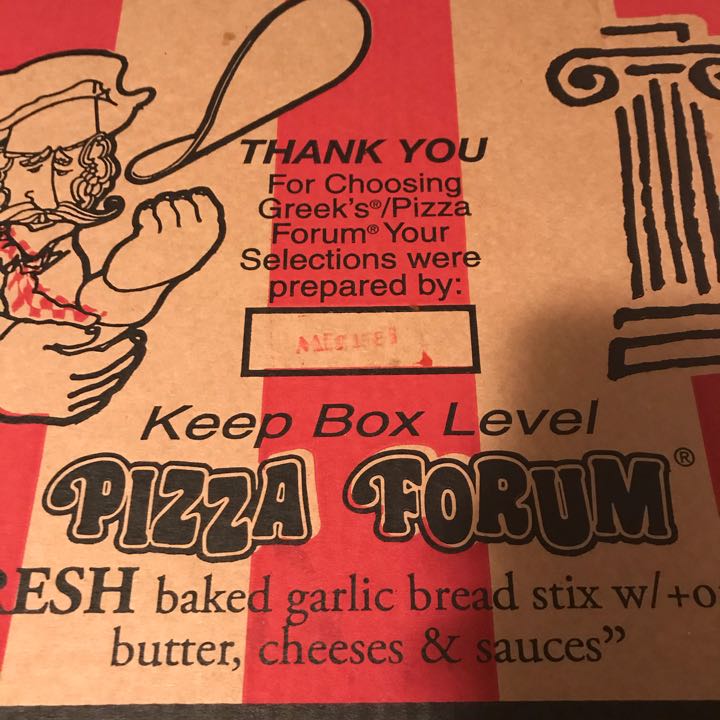 THANK YOU
For Choosing
Greek's®/Pizza
Forum® Your
Selections were
prepared by:
Keep Box Level
PIZZA FORUM®
RESH baked garlic bread stix w/+o
butter, cheeses & sauces”